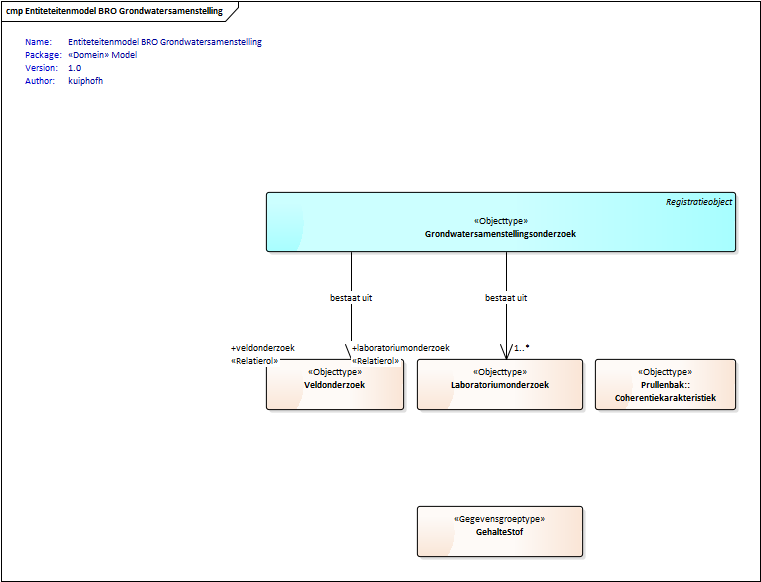 cmp Entiteteitenmodel BRO Grondwatersamenstelling
Name: Entiteteitenmodel BRO Grondwatersamenstelling
Package: «Domein» Model
Version: 1.0
Author: kuiphofh
Registratieobject
«Objecttype»
Grondwatersamenstellingsonderzoek
bestaat uit
bestaat uit
+veldonderzoek
«Relatierol»
+laboratoriumonderzoek
«Relatierol»
1..*
«Objecttype»
Veldonderzoek
«Objecttype»
Laboratoriumonderzoek
«Objecttype»
Prullenbak::
Coherentiekarakteristiek
«Gegevensgroeptype»
GehalteStof